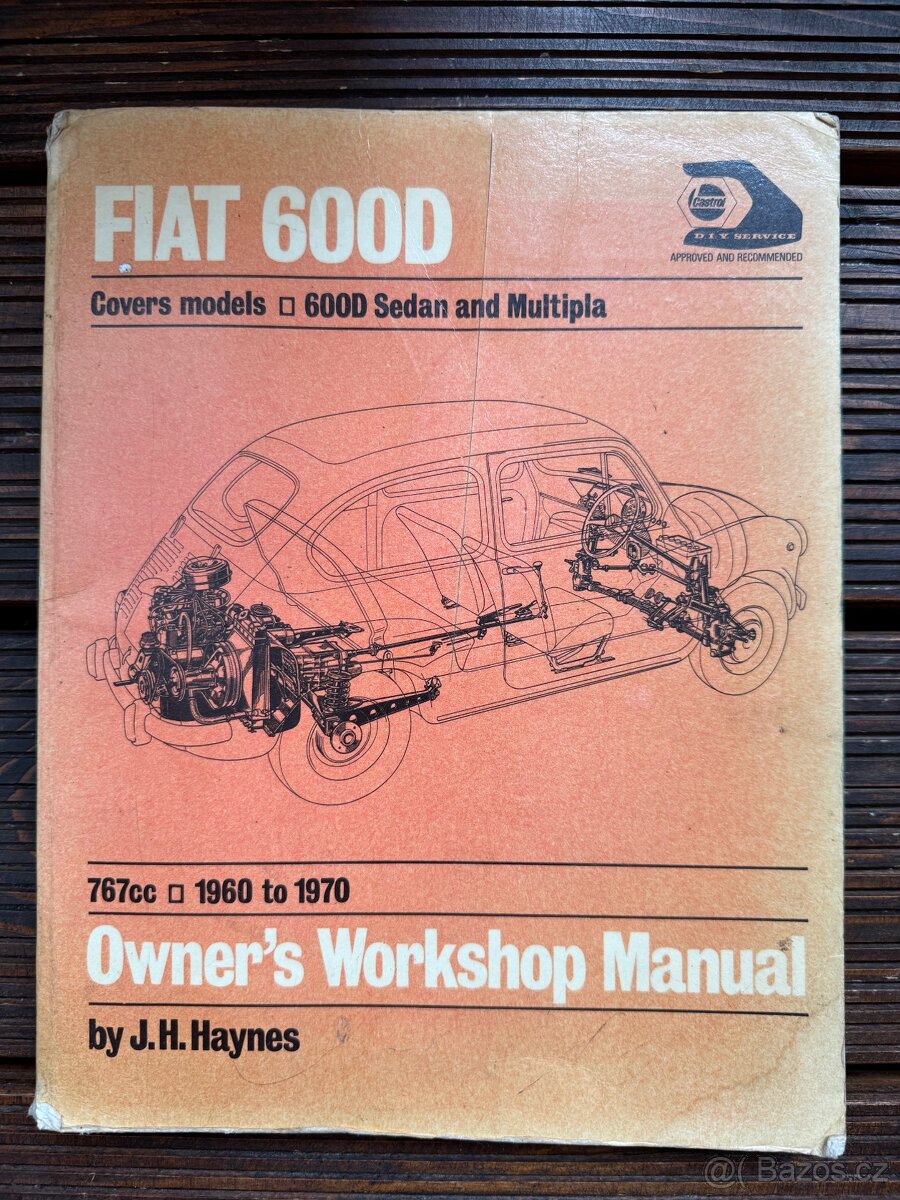 FIAT 600D
Castrol
D I Y SERVICE
APPROVED AND RECOMMENDED
Covers models □ 600D Sedan and Multipla
767cc □ 1960 to 1970
Owner's Workshop Manual
by J.H. Haynes
@( Bazos.cz